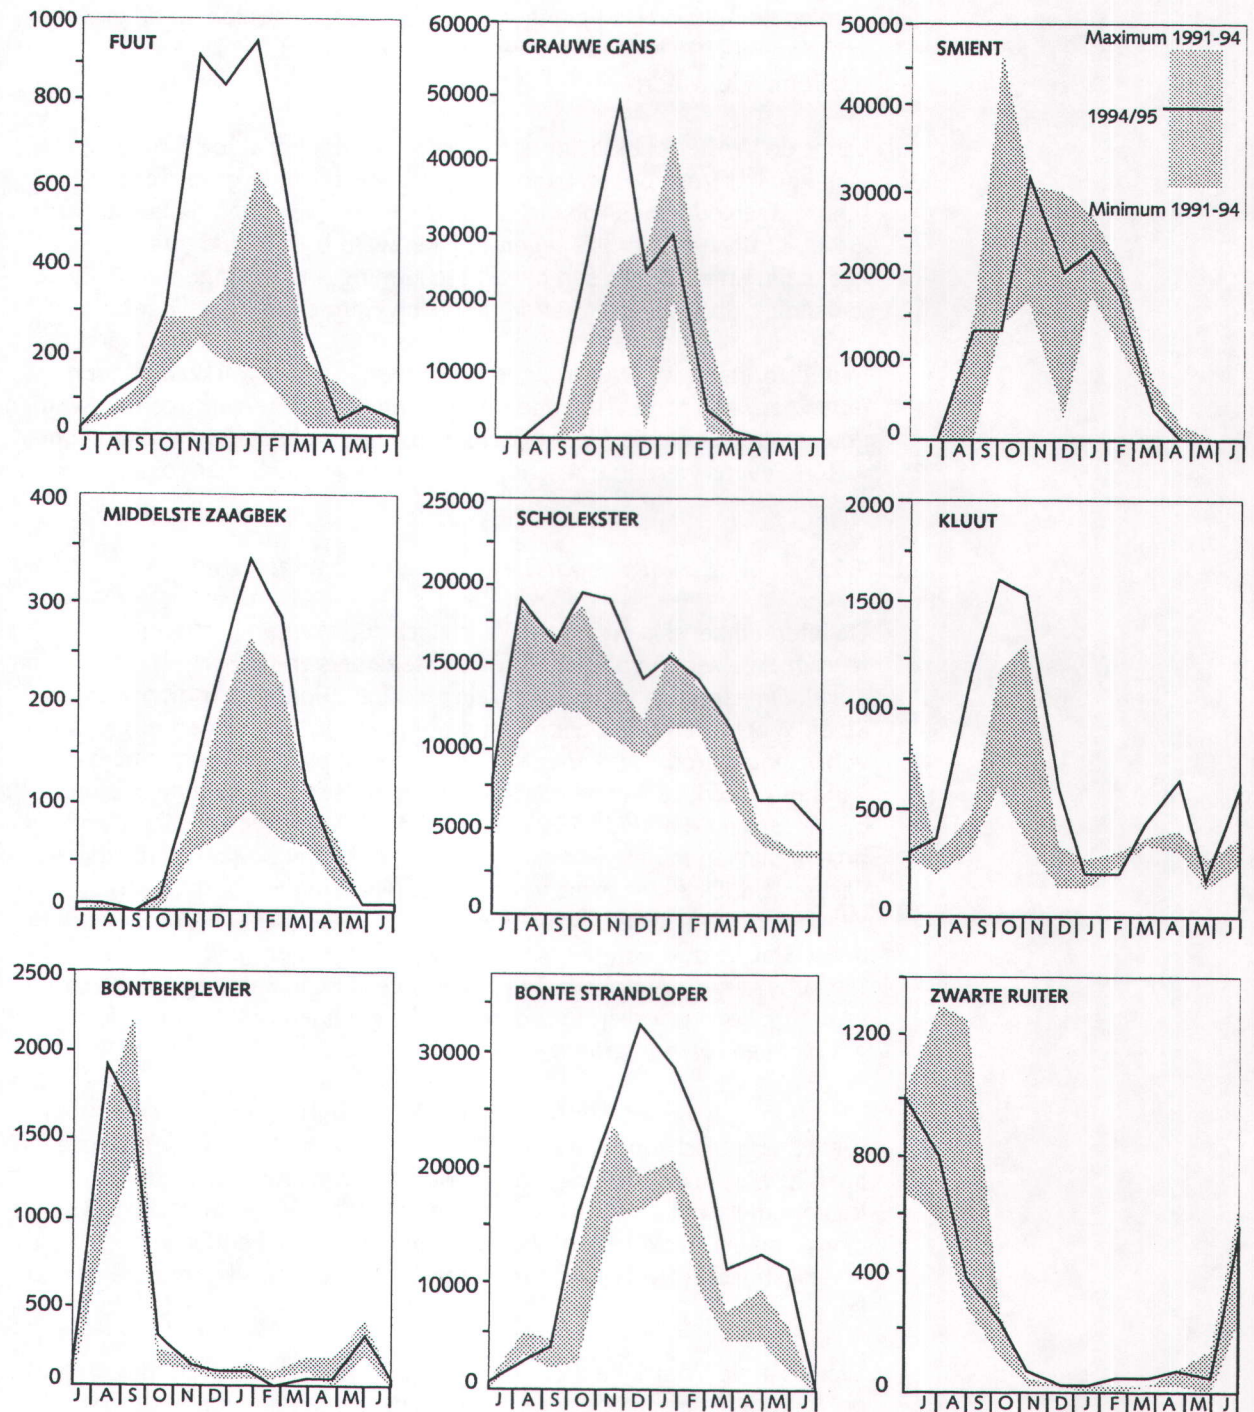 FUUT
1000
800
600
400
200
0
J A S O N D J F M A M J
GRAUWE GANS
60000
50000
40000
30000
20000
10000
0
J A S O N D J F M A M J
SMIENT
50000
40000
30000
20000
10000
0
Maximum 1991-94
1994/95
Minimum 1991-94
J A S O N D J F M A M J
MIDDELSTE ZAAGBEK
400
300
200
100
0
J A S O N D J F M A M J
SCHOLEKSTER
25000
20000
15000
10000
5000
0
J A S O N D J F M A M J
KLUUT
2000
1500
1000
500
0
J A S O N D J F M A M J
BONTBEKPLEVIER
2500
2000
1500
1000
500
0
J A S O N D J F M A M J
BONTE STRANDLOPER
30000
20000
10000
0
J A S O N D J F M A M J
ZWARTE RUITER
1200
800
400
0
J A S O N D J F M A M J